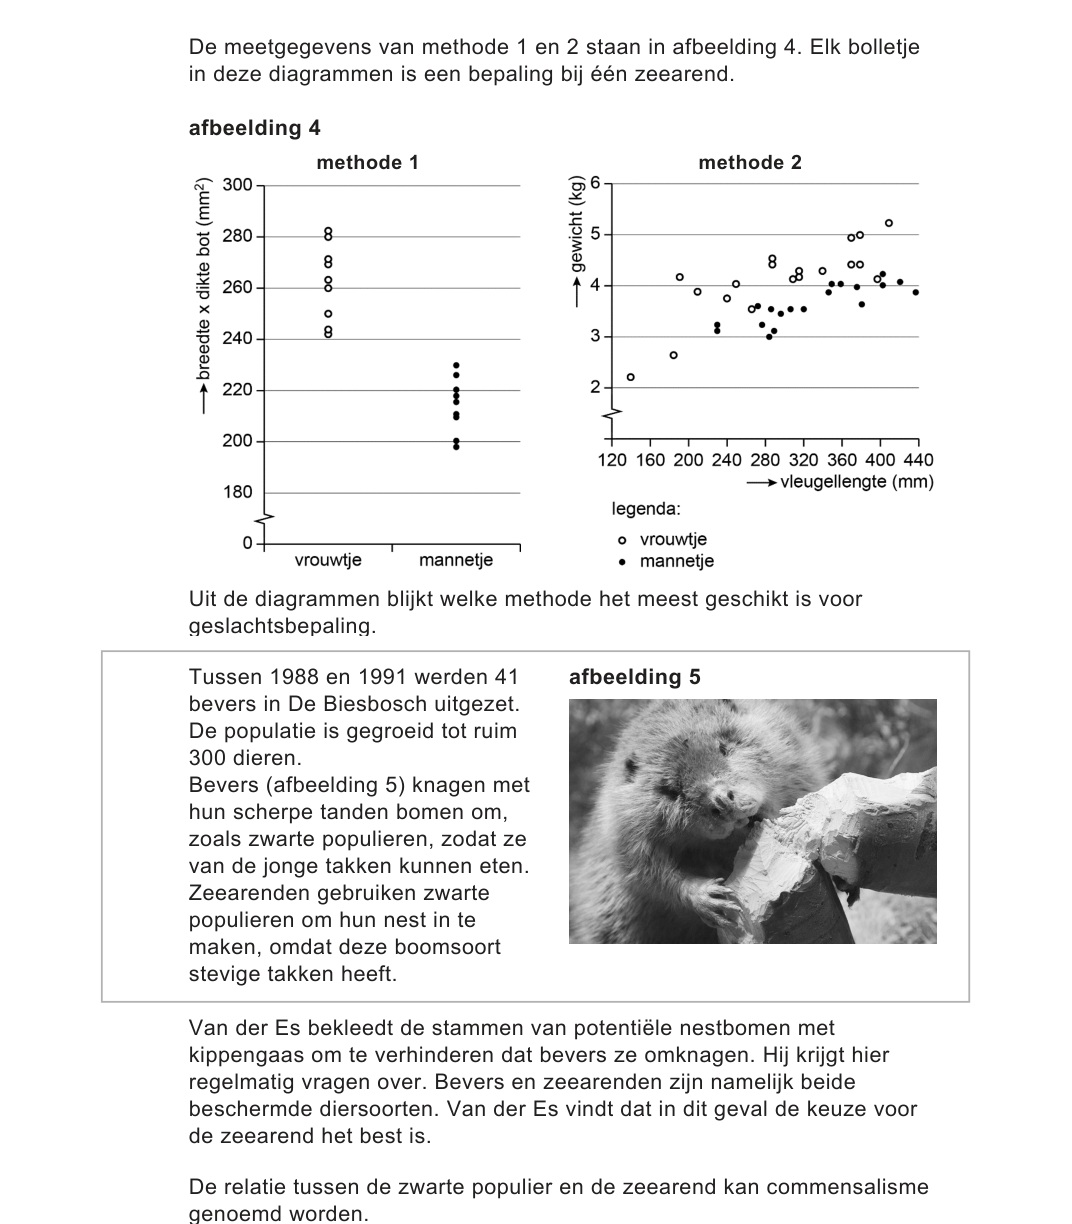 De meetgegevens van methode 1 en 2 staan in afbeelding 4. Elk bolletje
in deze diagrammen is een bepaling bij één zeearend.
afbeelding 4
methode 1
breedte x dikte bot (mm²)
300
280
260
240
220
200
180
0
vrouwtje mannetje
methode 2
gewicht (kg)
6
5
4
3
2
120 160 200 240 280 320 360 400 440
vleugellengte (mm)
legenda:
vrouwtje
mannetje
Uit de diagrammen blijkt welke methode het meest geschikt is voor
geslachtsbepaling.
Tussen 1988 en 1991 werden 41
bevers in De Biesbosch uitgezet.
De populatie is gegroeid tot ruim
300 dieren.
Bevers (afbeelding 5) knagen met
hun scherpe tanden bomen om,
zoals zwarte populieren, zodat ze
van de jonge takken kunnen eten.
Zeearenden gebruiken zwarte
populieren om hun nest in te
maken, omdat deze boomsoort
stevige takken heeft.
afbeelding 5
Van der Es bekleedt de stammen van potentiële nestbomen met
kippengaas om te verhinderen dat bevers ze omknagen. Hij krijgt hier
regelmatig vragen over. Bevers en zeearenden zijn namelijk beide
beschermde diersoorten. Van der Es vindt dat in dit geval de keuze voor
de zeearend het best is.
De relatie tussen de zwarte populier en de zeearend kan commensalisme
genoemd worden.